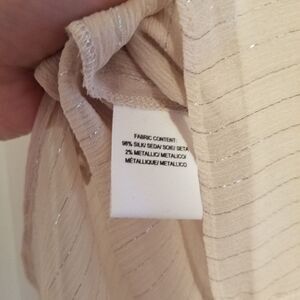 FABRIC CONTENT:
98% SILK/ SEDA/ SOIE/ SETA
2% METALLIC/ METALICO/
MÉTALLIQUE/ METALLICO